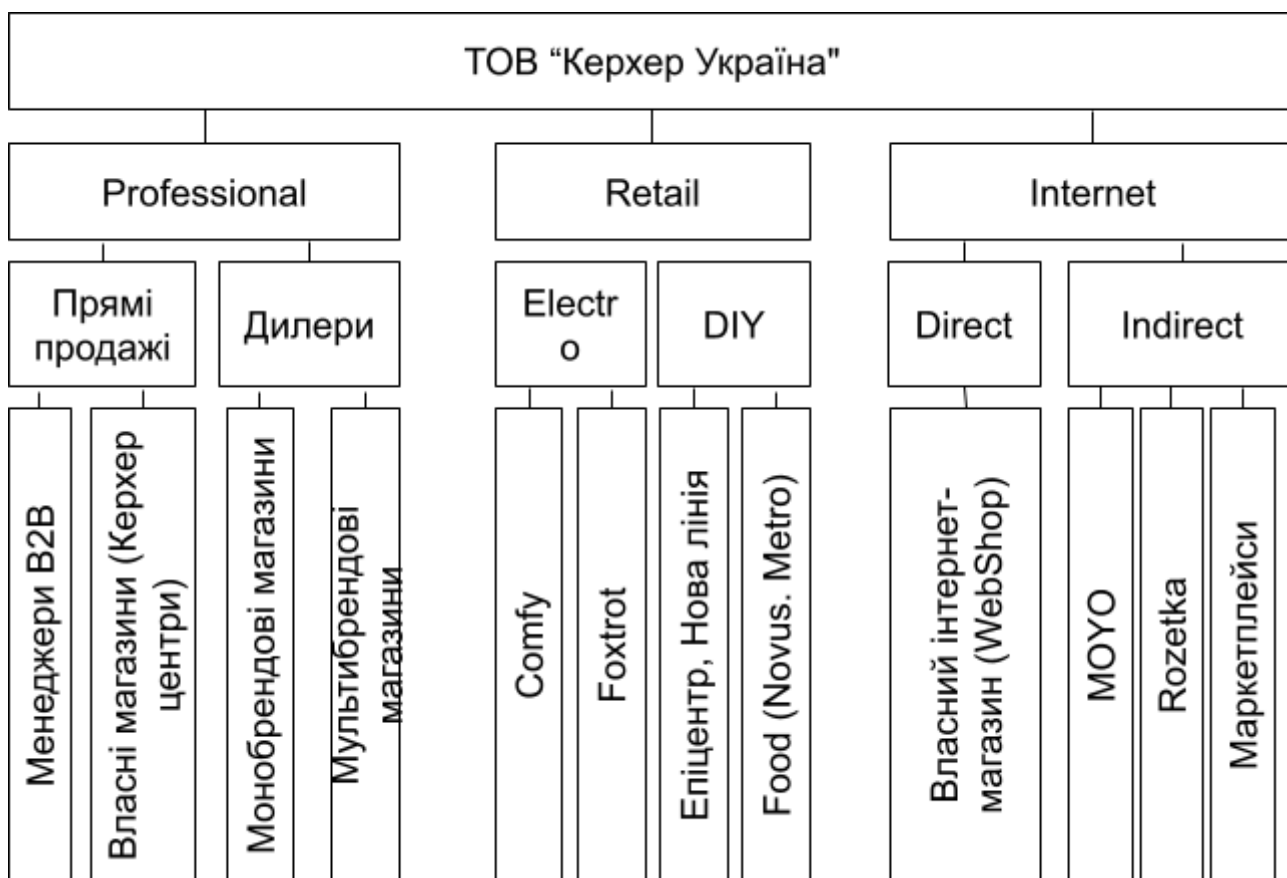 ТОВ “Керхер Україна"
Professional
Retail
Internet
Прямі
продажі
Дилери
Electr
o
DIY
Direct
Indirect
Менеджери B2B
Власні магазини (Керхер
центри)
Монобрендові магазини
Мультибрендові
магазини
Comfy
Foxtrot
Епіцентр, Нова лінія
Food (Novus. Metro)
Власний інтернет-
магазин (WebShop)
MOYO
Rozetka
Маркетплейси